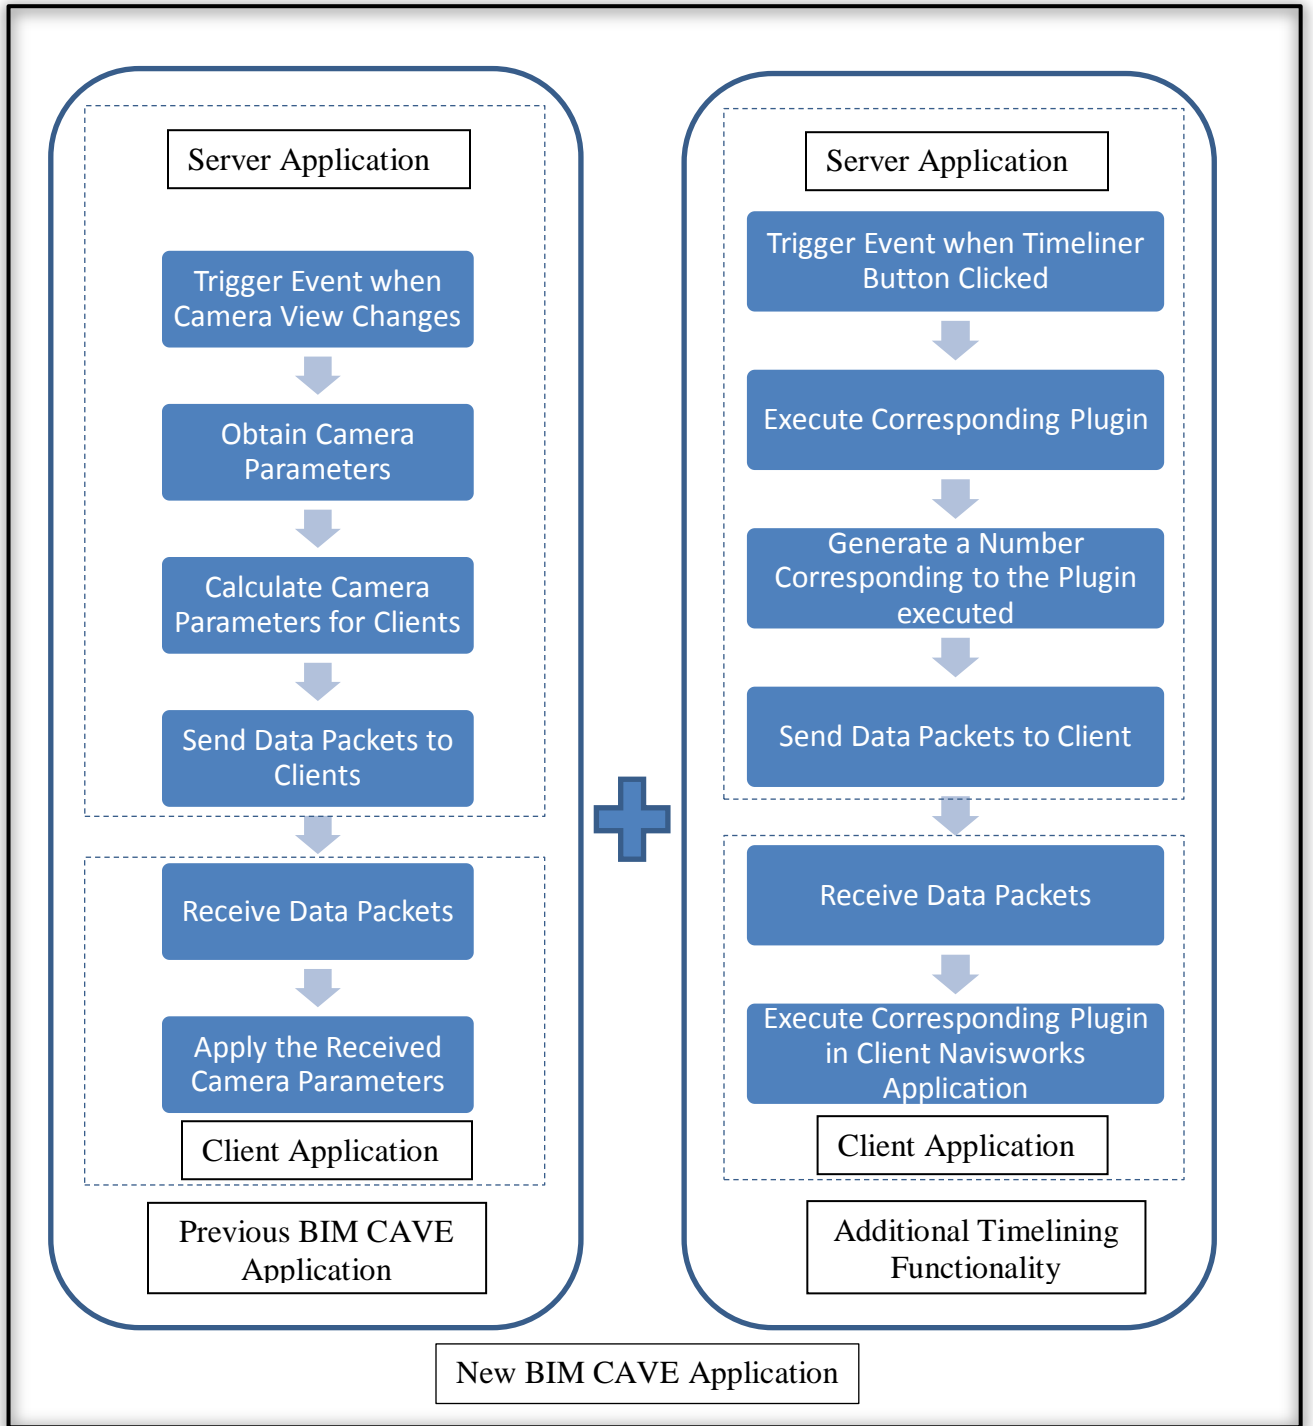 Server Application
Trigger Event when
Camera View Changes
Obtain Camera
Parameters
Calculate Camera
Parameters for Clients
Send Data Packets to
Clients
Receive Data Packets
Apply the Received
Camera Parameters
Client Application
Previous BIM CAVE
Application
Server Application
Trigger Event when Timeliner
Button Clicked
Execute Corresponding Plugin
Generate a Number
Corresponding to the Plugin
executed
Send Data Packets to Client
Receive Data Packets
Execute Corresponding Plugin
in Client Navisworks
Application
Client Application
Additional Timelining
Functionality
New BIM CAVE Application